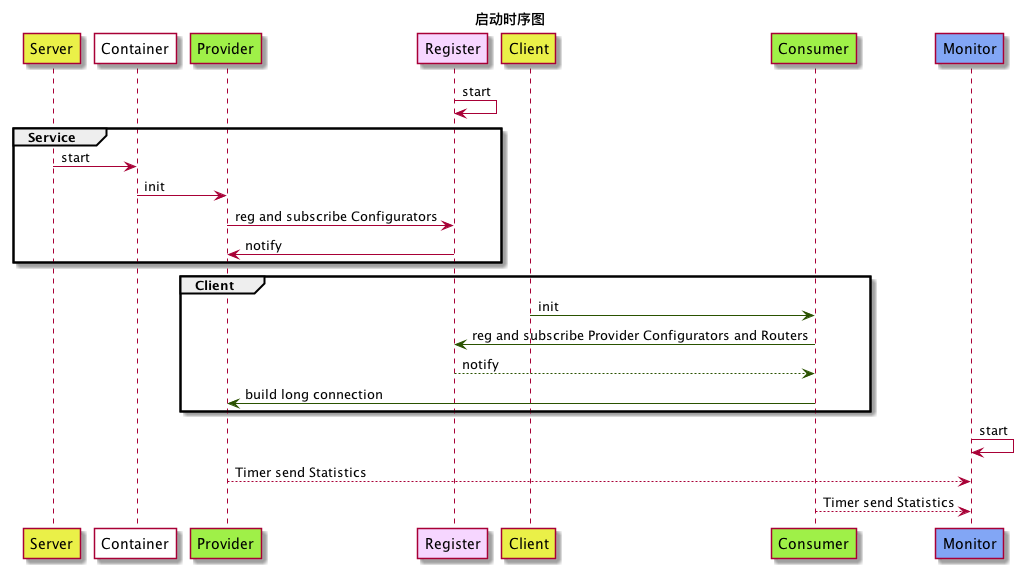 启动时序图
Server Container Provider Register Client Consumer Monitor
start
Service
start
init
reg and subscribe Configurators
notify
Client
init
reg and subscribe Provider Configurators and Routers
notify
build long connection
start
Timer send Statistics
Timer send Statistics
Server Container Provider Register Client Consumer Monitor